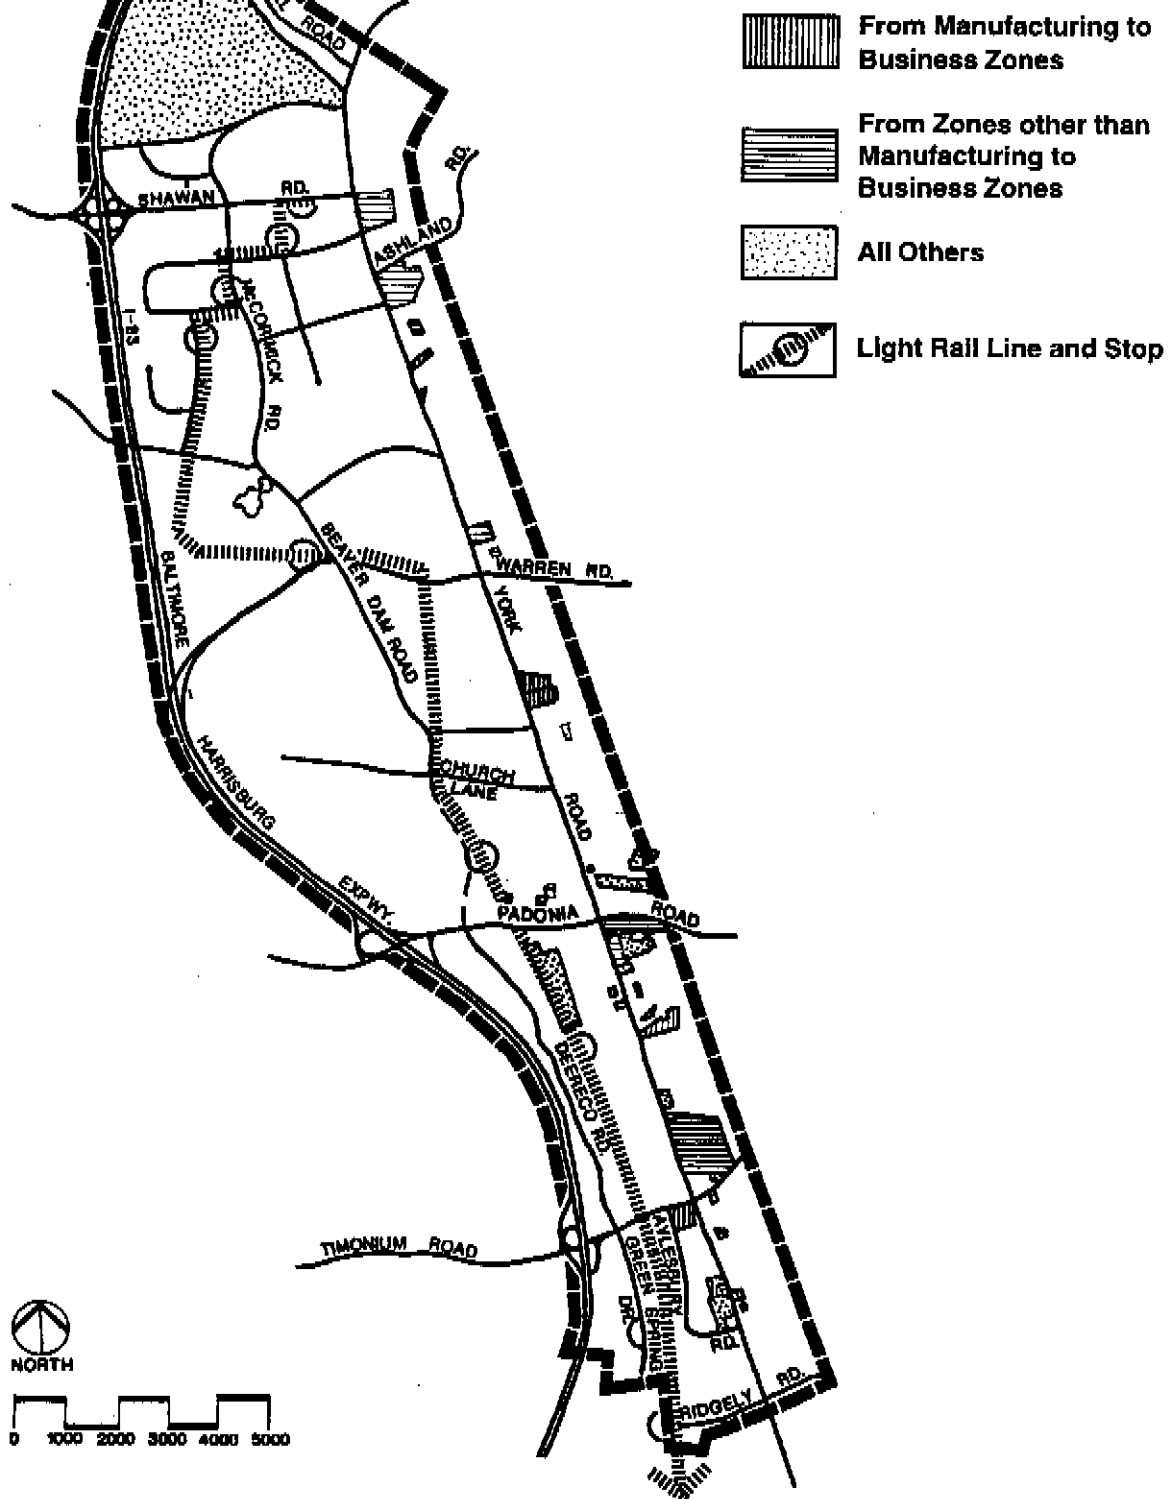 ROAD
From Manufacturing to
Business Zones
From Zones other than
Manufacturing to
Business Zones
All Others
Light Rail Line and Stop
SHAWAN RD.
RD.
ASHLAND
I-83
McCORMICK RD.
BEAVER DAM ROAD
WARREN RD.
BALTIMORE
YORK
HARRISBURG
CHURCH
LANE
ROAD
EXPWY.
PADONIA ROAD
DEERECO RD.
TIMONIUM ROAD
AYLESBURY
GREEN SPRING
DR.
RD.
RIDGELY RD.
NORTH
0 1000 2000 3000 4000 5000